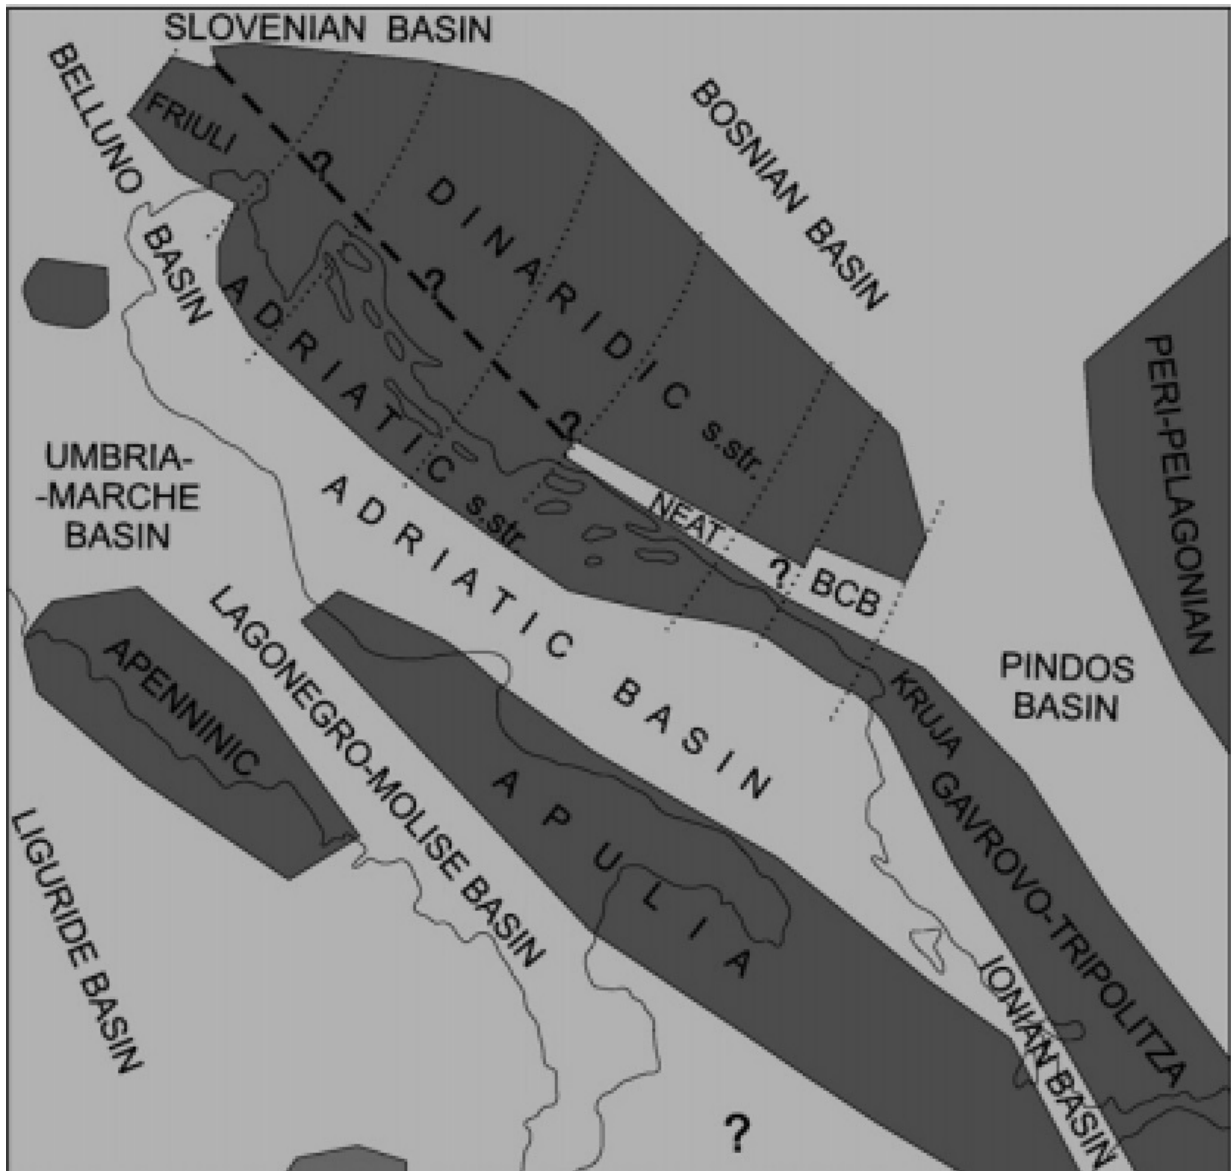 SLOVENIAN BASIN
BELLUNO
BASIN
FRIULI
?
BOSNIAN BASIN
DINARIDIC s.str.
?
ADRIATIC s.str.
PERI-PELAGONIAN
?
UMBRIA-
-MARCHE
BASIN
NEAT
?
BCB
ADRIATIC BASIN
LAGONEGRO-MOLISE BASIN
APENNINIC
PINDOS
BASIN
KRUJA
GAVROVO-TRIPOLITZA
APULIA
LIGURIDE BASIN
IONIAN BASIN
?